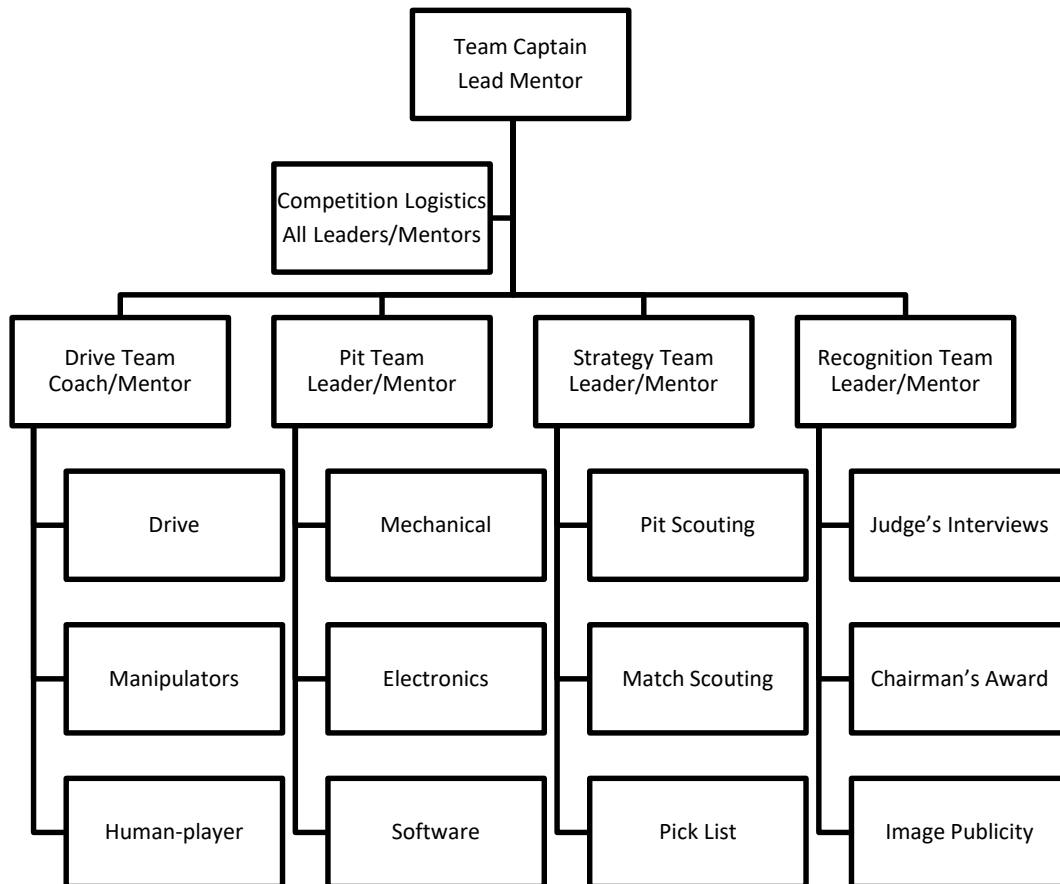 Team Captain
Lead Mentor
Competition Logistics
All Leaders/Mentors
Drive Team
Coach/Mentor
Pit Team
Leader/Mentor
Strategy Team
Leader/Mentor
Recognition Team
Leader/Mentor
Drive
Mechanical
Pit Scouting
Judge’s Interviews
Manipulators
Electronics
Match Scouting
Chairman’s Award
Human-player
Software
Pick List
Image Publicity